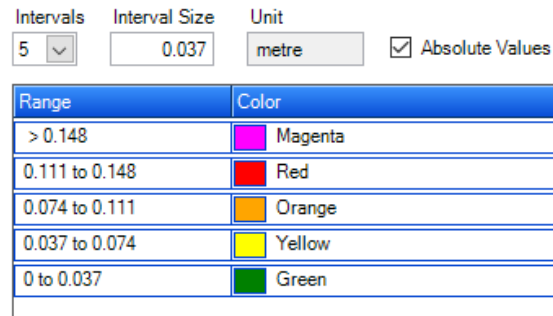 Intervals Interval Size Unit
5 0.037 metre Absolute Values
Range Color
> 0.148 Magenta
0.111 to 0.148 Red
0.074 to 0.111 Orange
0.037 to 0.074 Yellow
0 to 0.037 Green